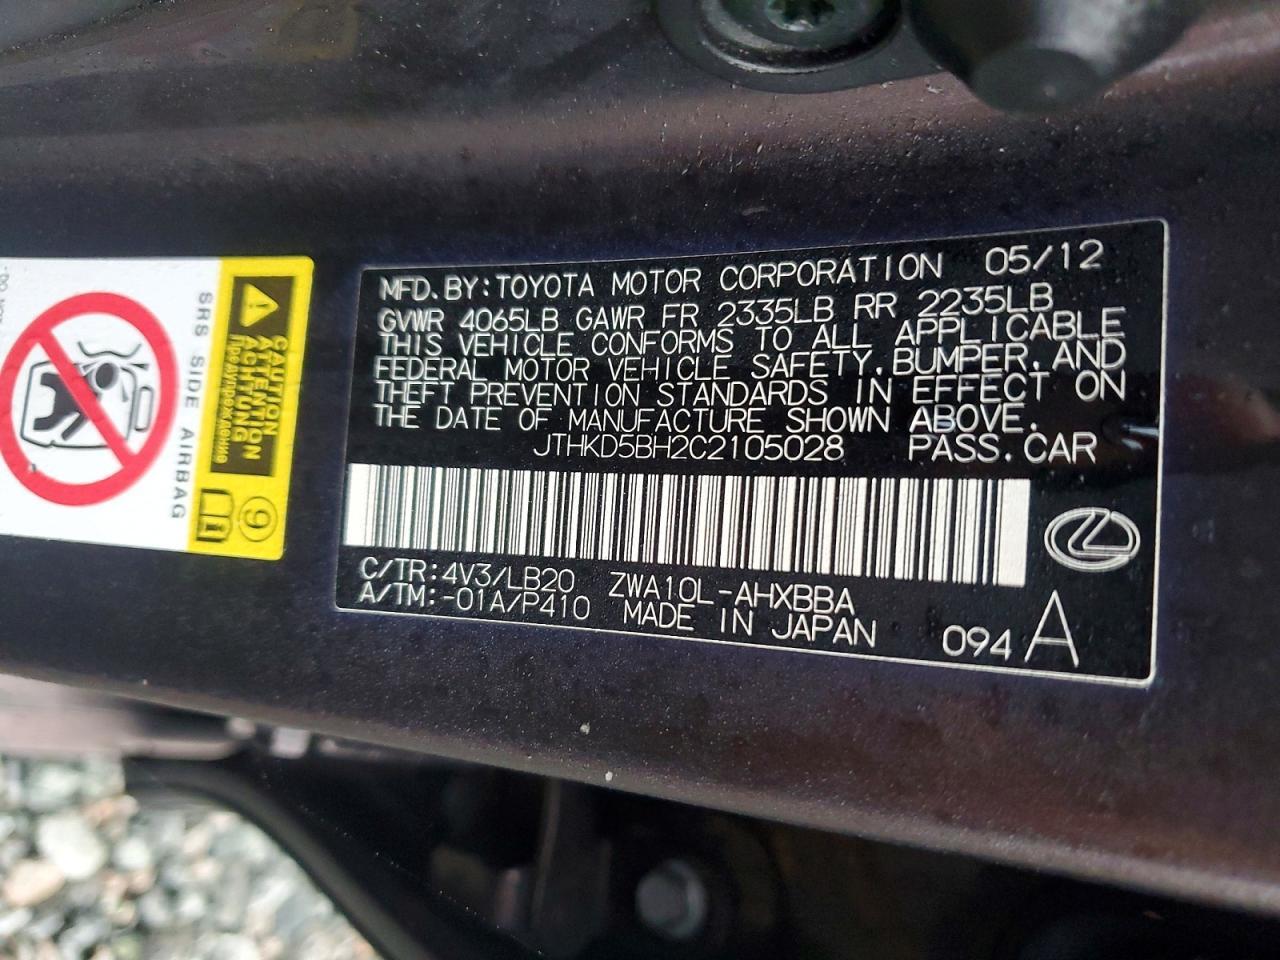 MFD. BY: TOYOTA MOTOR CORPORATION 05/12
GVWR 4065LB GAWR FR 2335LB RR 2235LB
THIS VEHICLE CONFORMS TO ALL APPLICABLE
FEDERAL MOTOR VEHICLE SAFETY, BUMPER, AND
THEFT PREVENTION STANDARDS IN EFFECT ON
THE DATE OF MANUFACTURE SHOWN ABOVE.
JTHKD5BH2C2105028 PASS. CAR
C/TR: 4V3/LB20 ZWA10L-AHXBBA
A/TM: -01A/P410 MADE IN JAPAN 094 A
CAUTION
ATTENTION
ACHTUNG
Предупреждение
9
i
SRS SIDE AIRBAG